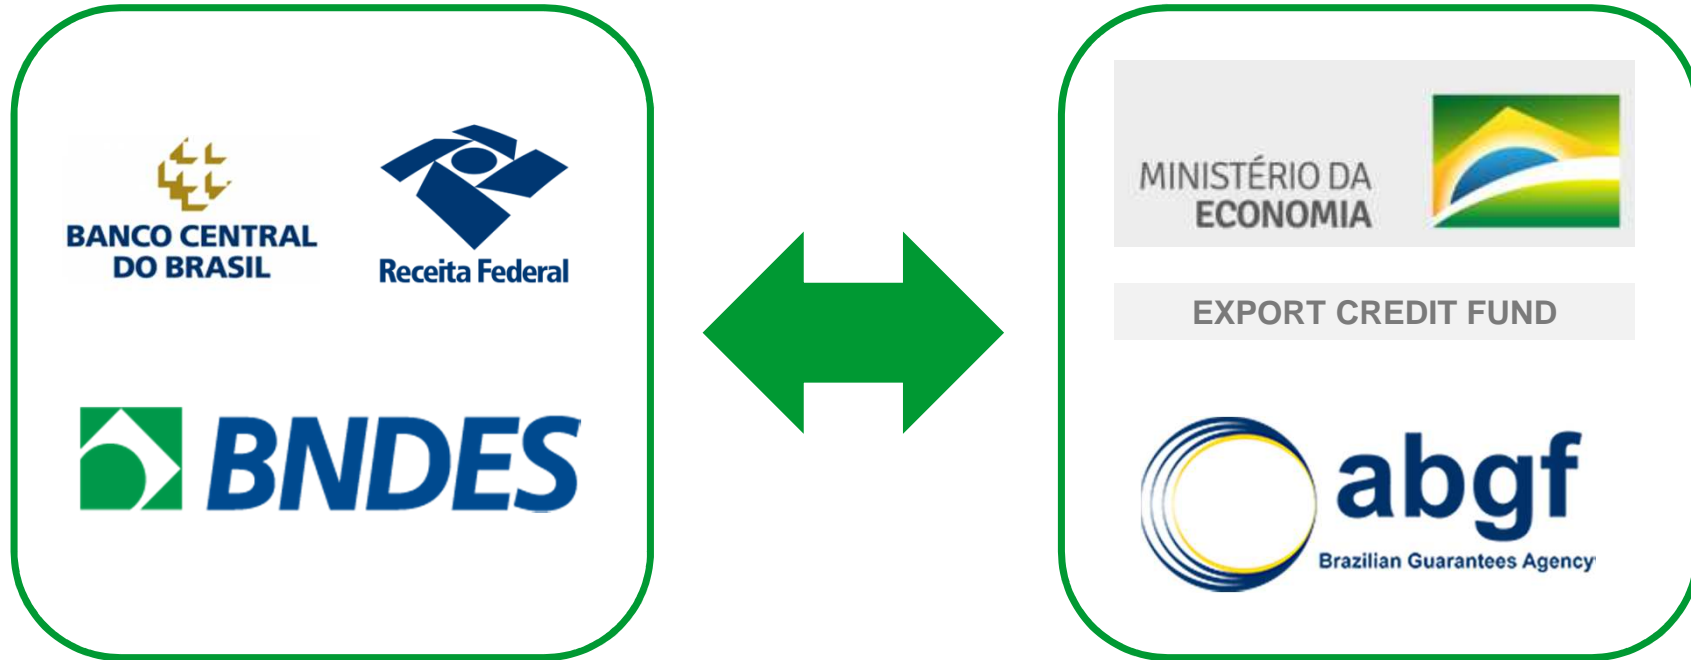 BANCO CENTRAL
DO BRASIL
Receita Federal
BNDES
MINISTÉRIO DA
ECONOMIA
EXPORT CREDIT FUND
abgf
Brazilian Guarantees Agency